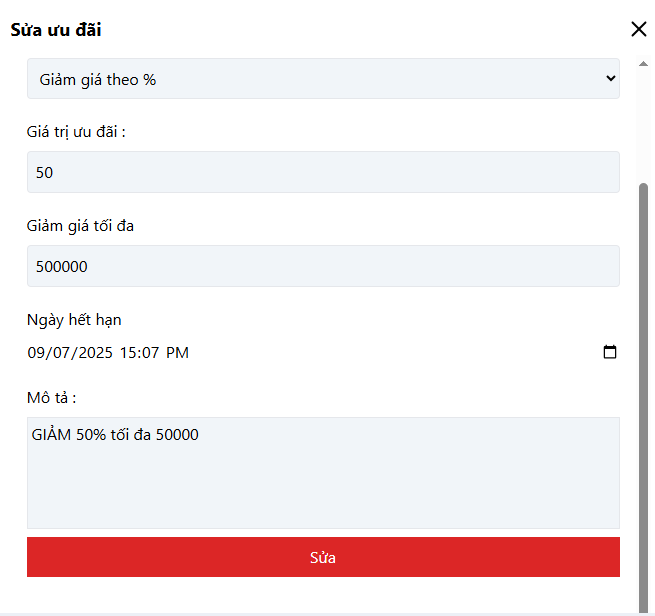 Sửa ưu đãi
Giảm giá theo %
Giá trị ưu đãi :
50
Giảm giá tối đa
500000
Ngày hết hạn
09/07/2025 15:07 PM
Mô tả :
GIẢM 50% tối đa 50000
Sửa